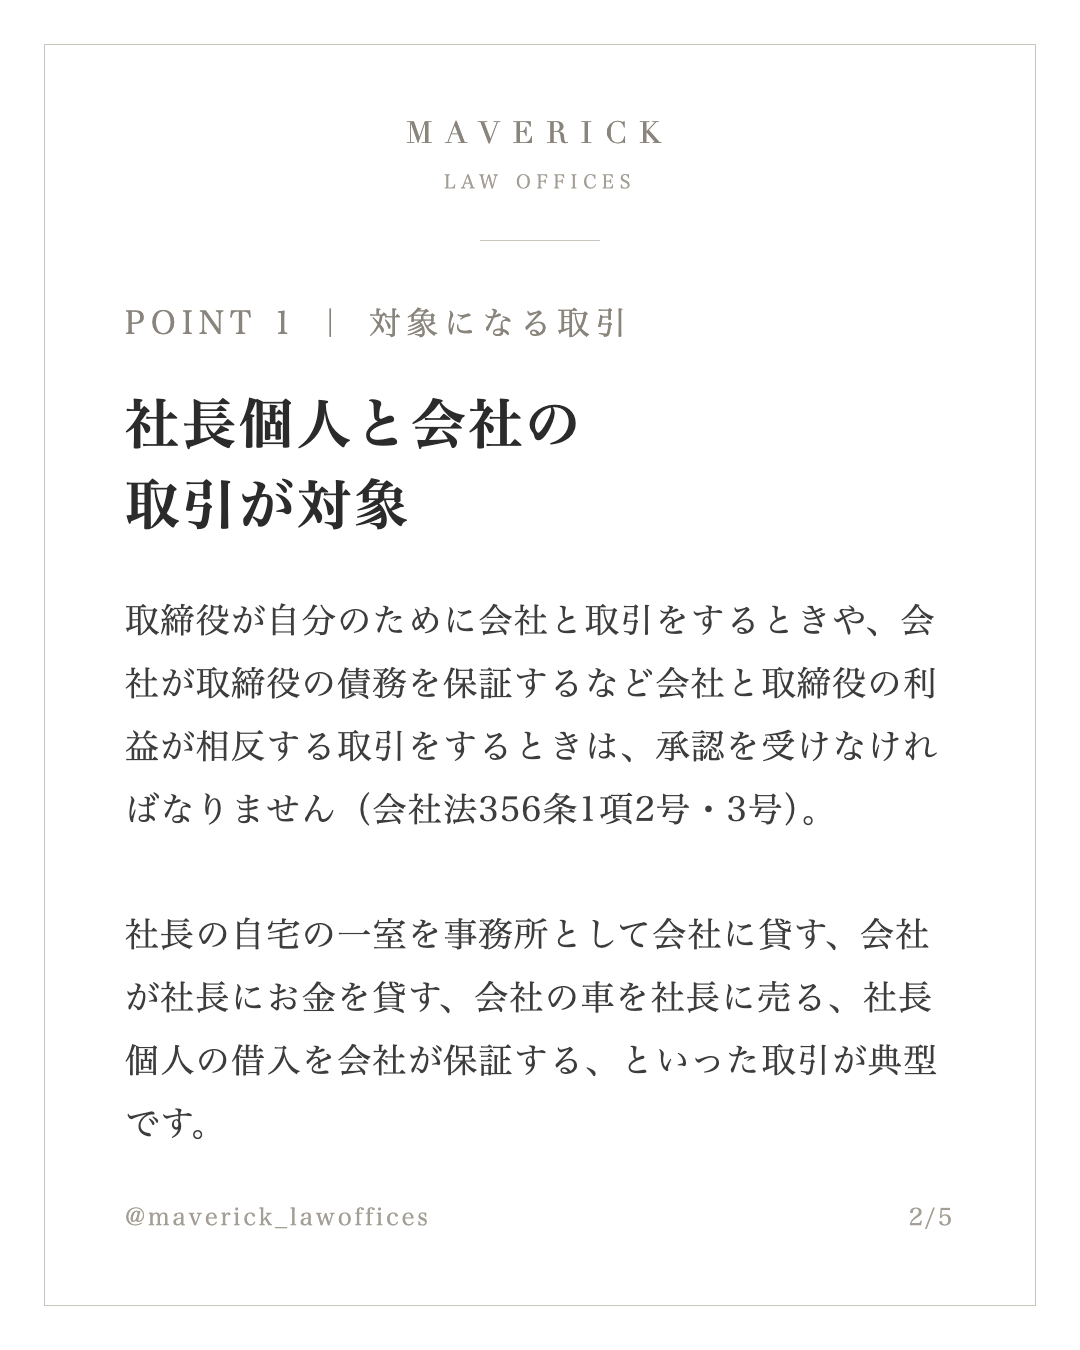 MAVERICK
LAW OFFICES
POINT 1 ｜ 対象になる取引
社長個人と会社の
取引が対象
取締役が自分のために会社と取引をするときや、会
社が取締役の債務を保証するなど会社と取締役の利
益が相反する取引をするときは、承認を受けなけれ
ばなりません（会社法356条1項2号・3号）。
社長の自宅の一室を事務所として会社に貸す、会社
が社長にお金を貸す、会社の車を社長に売る、社長
個人の借入を会社が保証する、といった取引が典型
です。
@maverick_lawoffices
2/5